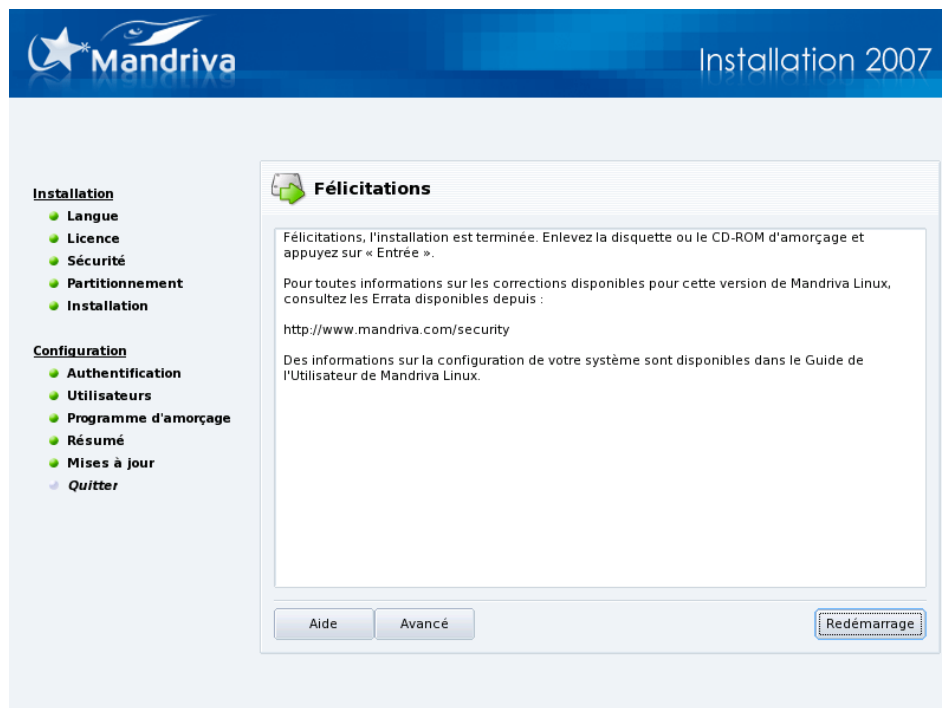 Mandriva
Installation 2007
Installation
Langue
Licence
Sécurité
Partitionnement
Installation
Configuration
Authentification
Utilisateurs
Programme d'amorçage
Résumé
Mises à jour
Quitter
Félicitations
Félicitations, l'installation est terminée. Enlevez la disquette ou le CD-ROM d'amorçage et
appuyez sur « Entrée ».
Pour toutes informations sur les corrections disponibles pour cette version de Mandriva Linux,
consultez les Errata disponibles depuis :
http://www.mandriva.com/security
Des informations sur la configuration de votre système sont disponibles dans le Guide de
l'Utilisateur de Mandriva Linux.
Aide
Avancé
Redémarrage